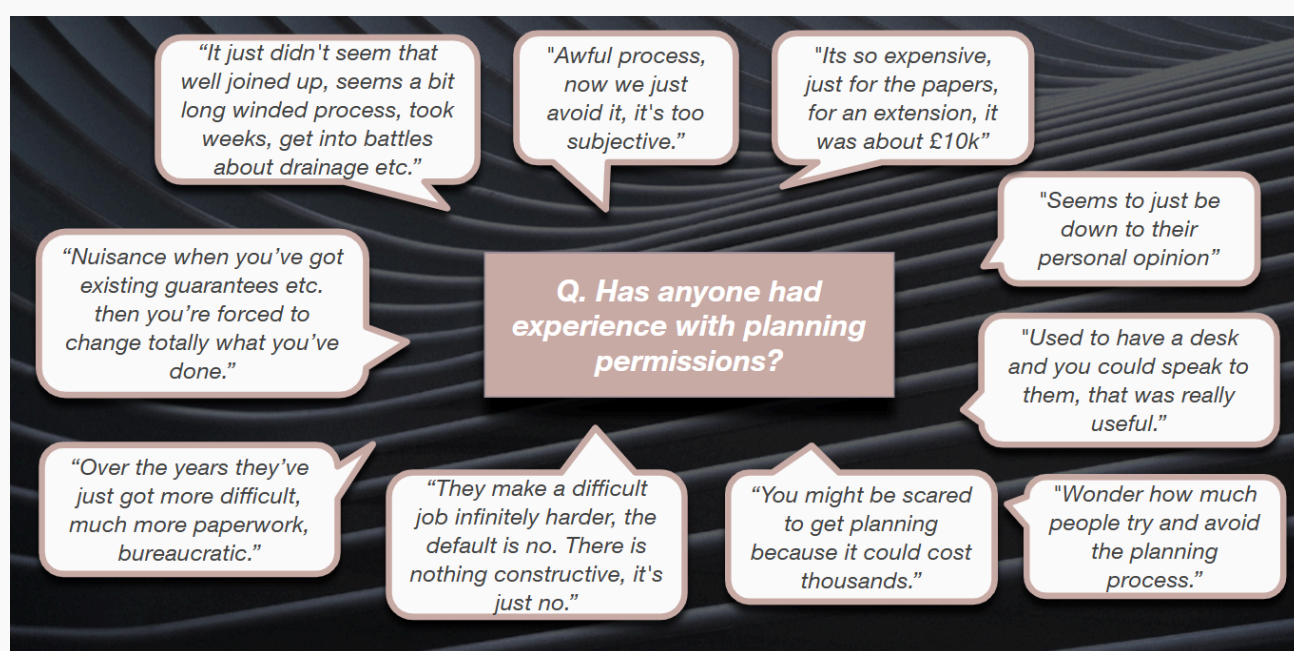 “It just didn't seem that
well joined up, seems a bit
long winded process, took
weeks, get into battles
about drainage etc.”
"Awful process,
now we just
avoid it, it's too
subjective.”
"Its so expensive,
just for the papers,
for an extension, it
was about £10k”
"Seems to just be
down to their
personal opinion”
“Nuisance when you’ve got
existing guarantees etc.
then you’re forced to
change totally what you’ve
done.”
Q. Has anyone had
experience with planning
permissions?
"Used to have a desk
and you could speak to
them, that was really
useful.”
“Over the years they’ve
just got more difficult,
much more paperwork,
bureaucratic.”
“They make a difficult
job infinitely harder, the
default is no. There is
nothing constructive, it's
just no.”
“You might be scared
to get planning
because it could cost
thousands.”
"Wonder how much
people try and avoid
the planning
process.”